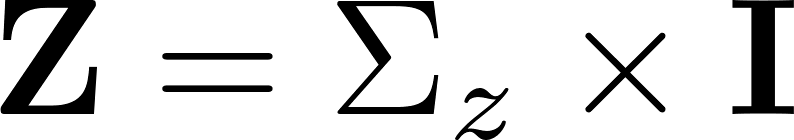 𝐙 = Σ_z × 𝐈